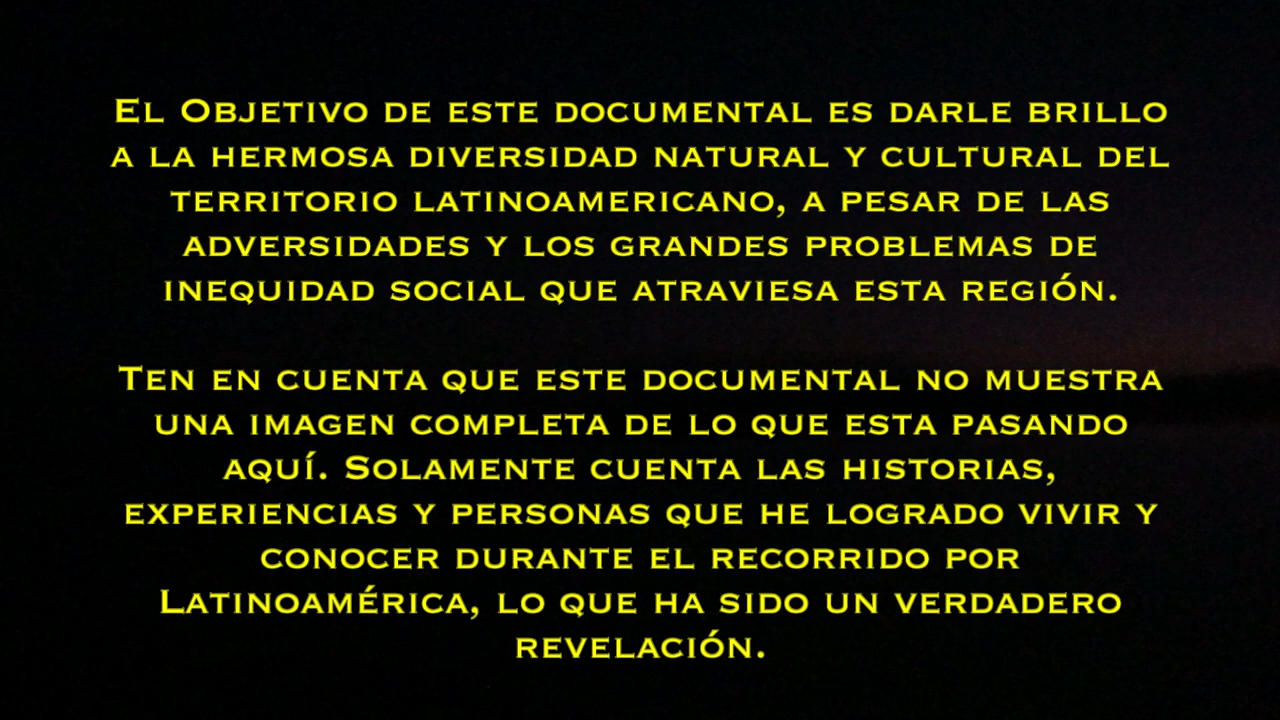 El Objetivo de este documental es darle brillo
a la hermosa diversidad natural y cultural del
territorio latinoamericano, a pesar de las
adversidades y los grandes problemas de
inequidad social que atraviesa esta región.
Ten en cuenta que este documental no muestra
una imagen completa de lo que esta pasando
aquí. Solamente cuenta las historias,
experiencias y personas que he logrado vivir y
conocer durante el recorrido por
Latinoamérica, lo que ha sido un verdadero
revelación.